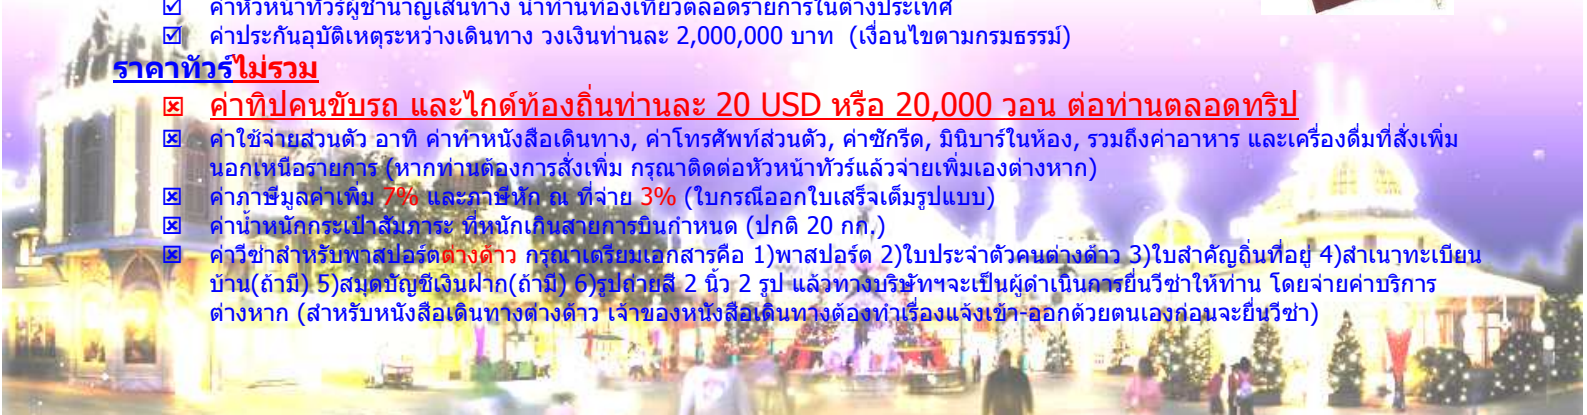 ☑ ค่าหัวหน้าทัวร์ผู้ชำนาญเส้นทาง นำท่านท่องเที่ยวตลอดรายการในต่างประเทศ
☑ ค่าประกันอุบัติเหตุระหว่างเดินทาง วงเงินท่านละ 2,000,000 บาท (เงื่อนไขตามกรมธรรม์)
ราคาทัวร์ไม่รวม
☒ ค่าทิปคนขับรถ และไกด์ท้องถิ่นท่านละ 20 USD หรือ 20,000 วอน ต่อท่านตลอดทริป
☒ ค่าใช้จ่ายส่วนตัว อาทิ ค่าทำหนังสือเดินทาง, ค่าโทรศัพท์ส่วนตัว, ค่าซักรีด, มินิบาร์ในห้อง, รวมถึงค่าอาหาร และเครื่องดื่มที่สั่งเพิ่ม
นอกเหนือรายการ (หากท่านต้องการสั่งเพิ่ม กรุณาติดต่อหัวหน้าทัวร์แล้วจ่ายเพิ่มเองต่างหาก)
☒ ค่าภาษีมูลค่าเพิ่ม 7% และภาษีหัก ณ ที่จ่าย 3% (ในกรณีออกใบเสร็จเต็มรูปแบบ)
☒ ค่าน้ำหนักกระเป๋าสัมภาระ ที่หนักเกินสายการบินกำหนด (ปกติ 20 กก.)
☒ ค่าวีซ่าสำหรับพาสปอร์ตต่างด้าว กรุณาเตรียมเอกสารคือ 1)พาสปอร์ต 2)ใบประจำตัวคนต่างด้าว 3)ใบสำคัญถิ่นที่อยู่ 4)สำเนาทะเบียน
บ้าน(ถ้ามี) 5)สมุดบัญชีเงินฝาก(ถ้ามี) 6)รูปถ่ายสี 2 นิ้ว 2 รูป แล้วทางบริษัทฯจะเป็นผู้ดำเนินการยื่นวีซ่าให้ท่าน โดยจ่ายค่าบริการ
ต่างหาก (สำหรับหนังสือเดินทางต่างด้าว เจ้าของหนังสือเดินทางต้องทำเรื่องแจ้งเข้า-ออกด้วยตนเองก่อนจะยื่นวีซ่า)